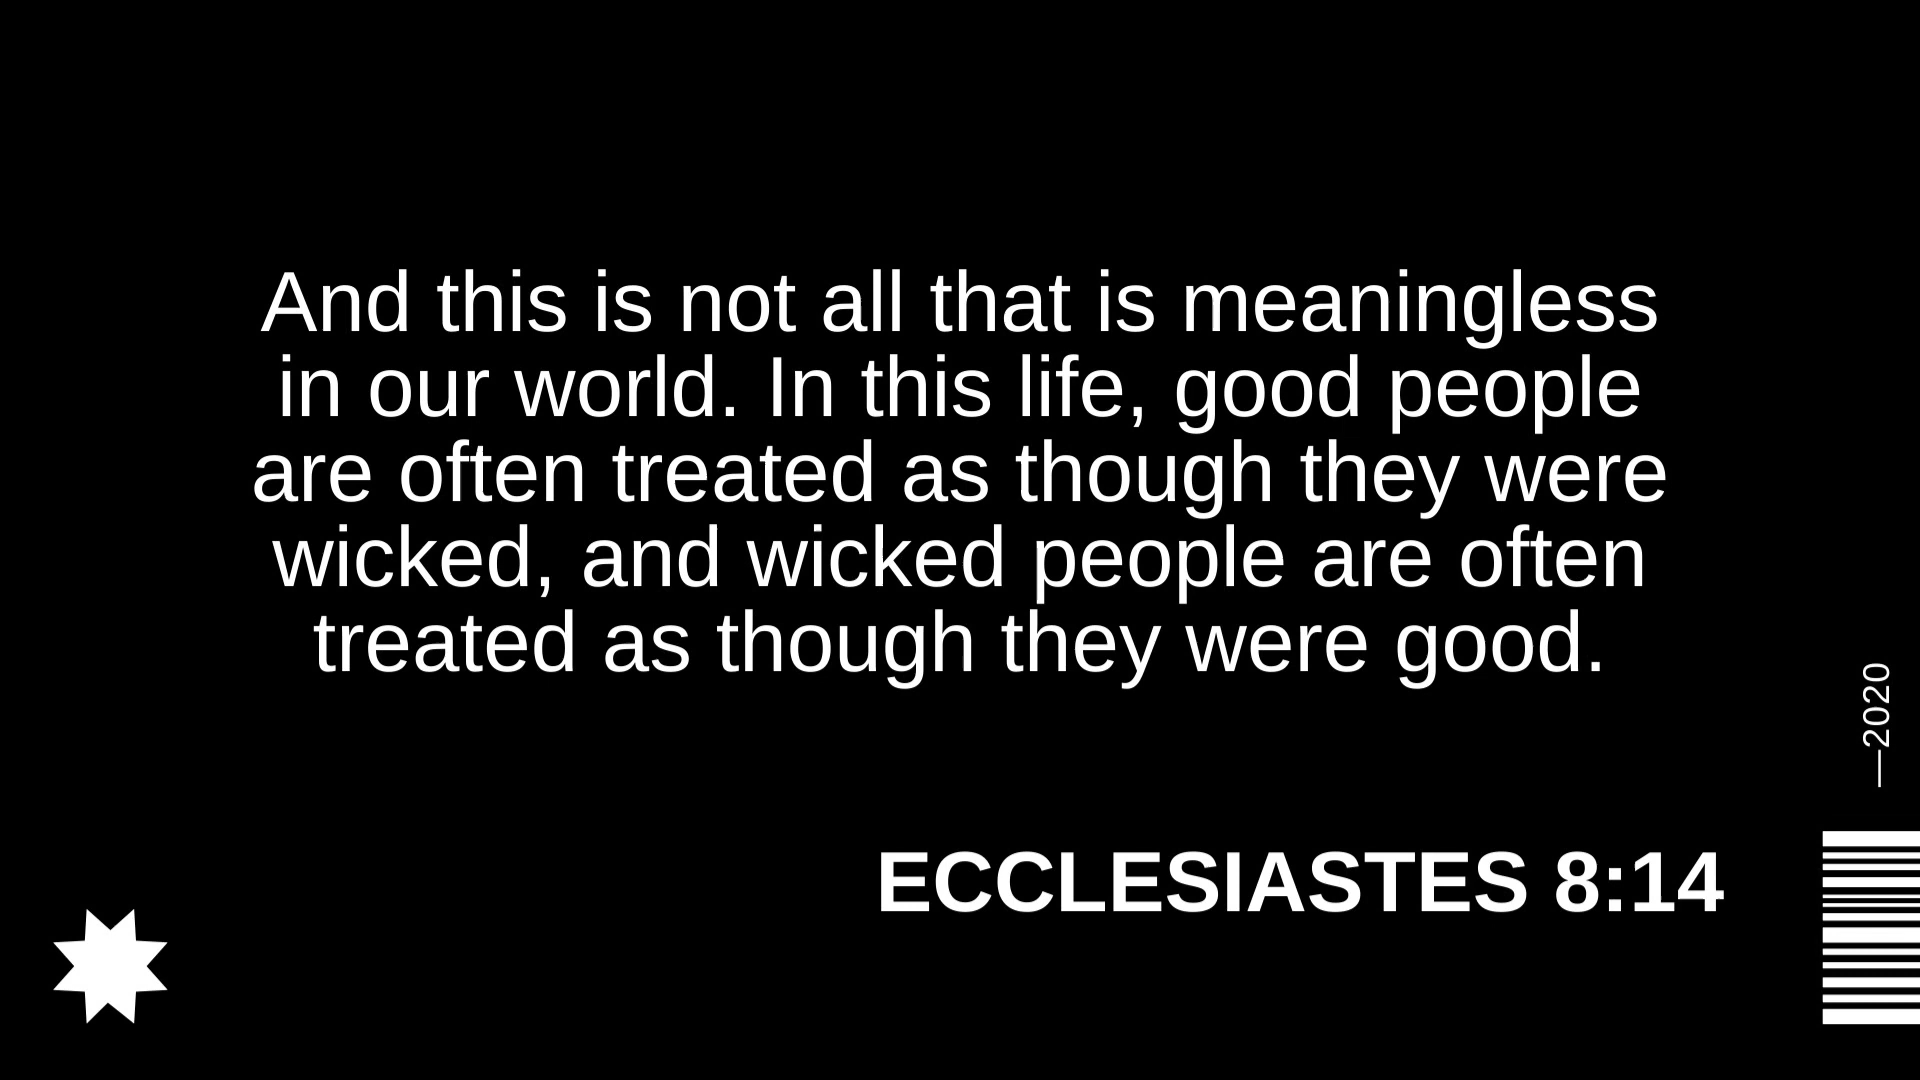 And this is not all that is meaningless
in our world. In this life, good people
are often treated as though they were
wicked, and wicked people are often
treated as though they were good.
—2020
ECCLESIASTES 8:14